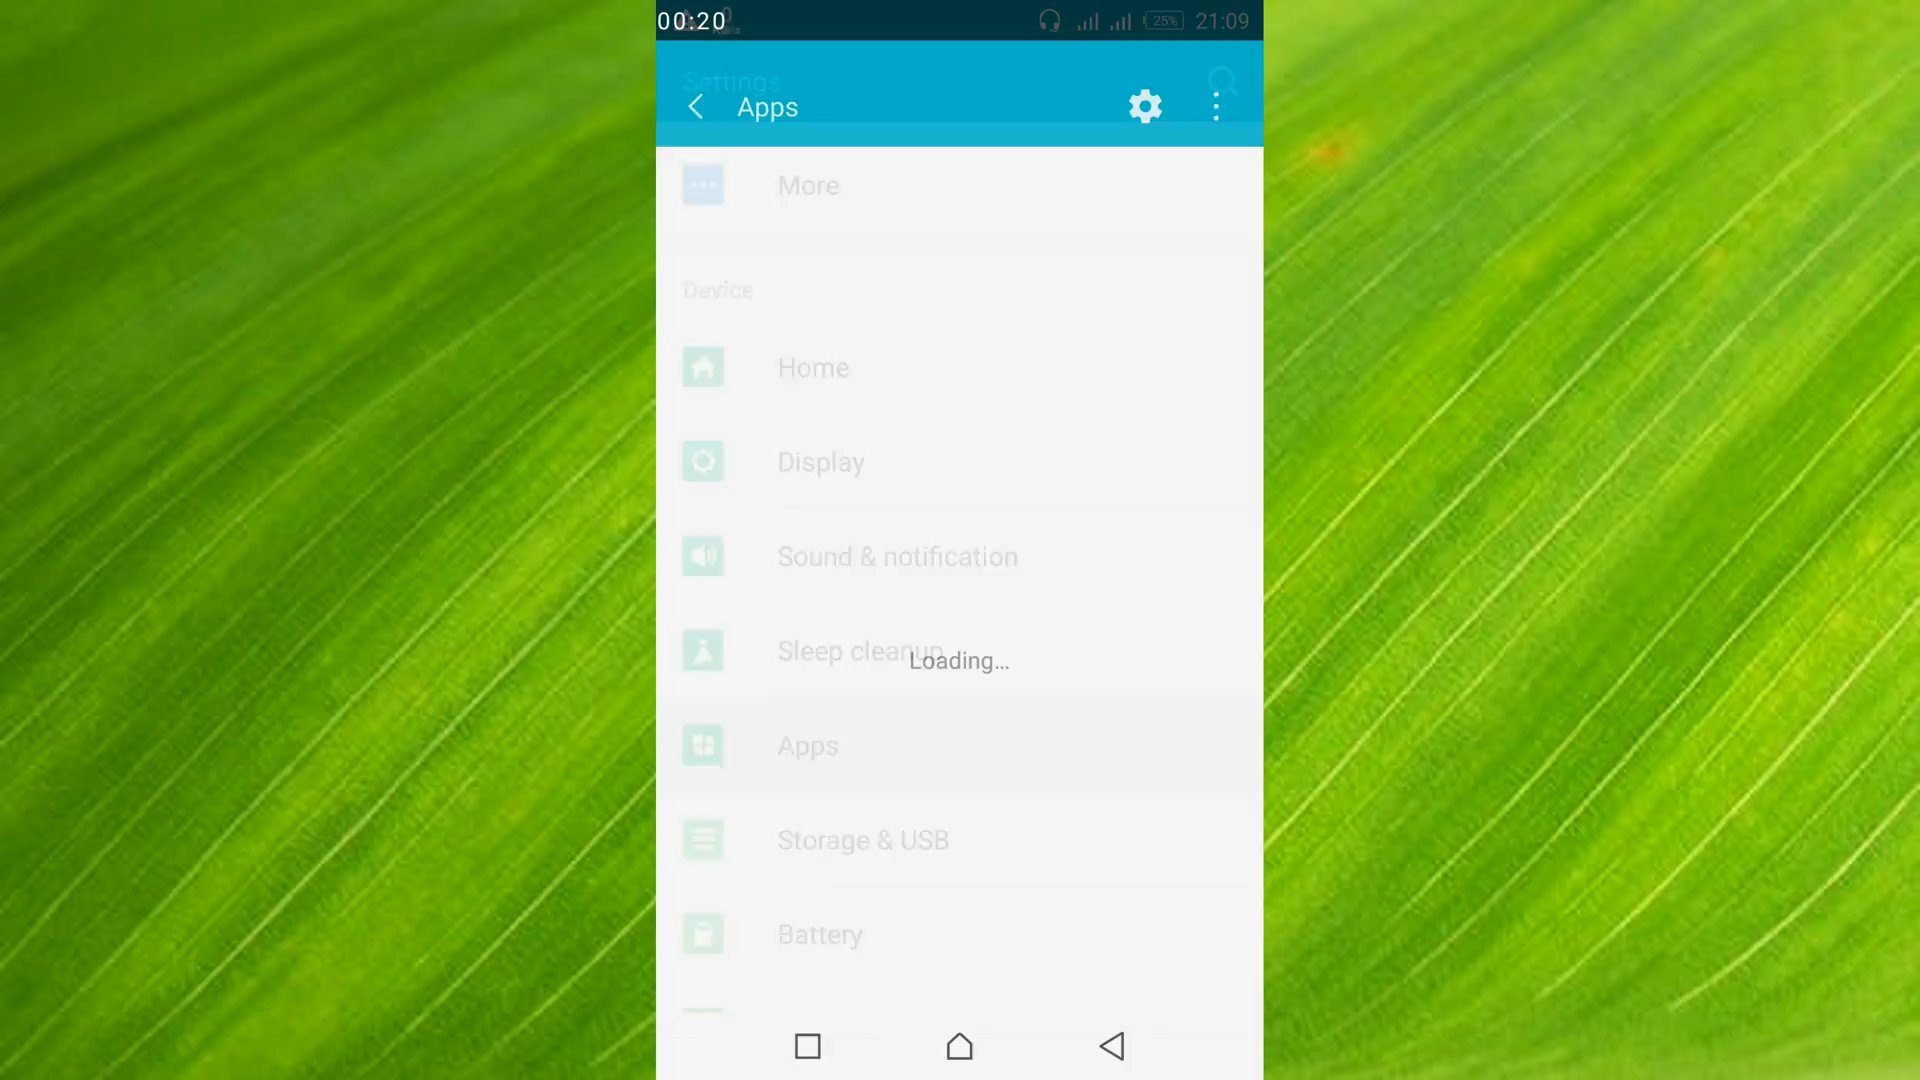 00:20
25% 21:09
Settings
Apps
More
Device
Home
Display
Sound & notification
Sleep cleanup
Loading...
Apps
Storage & USB
Battery